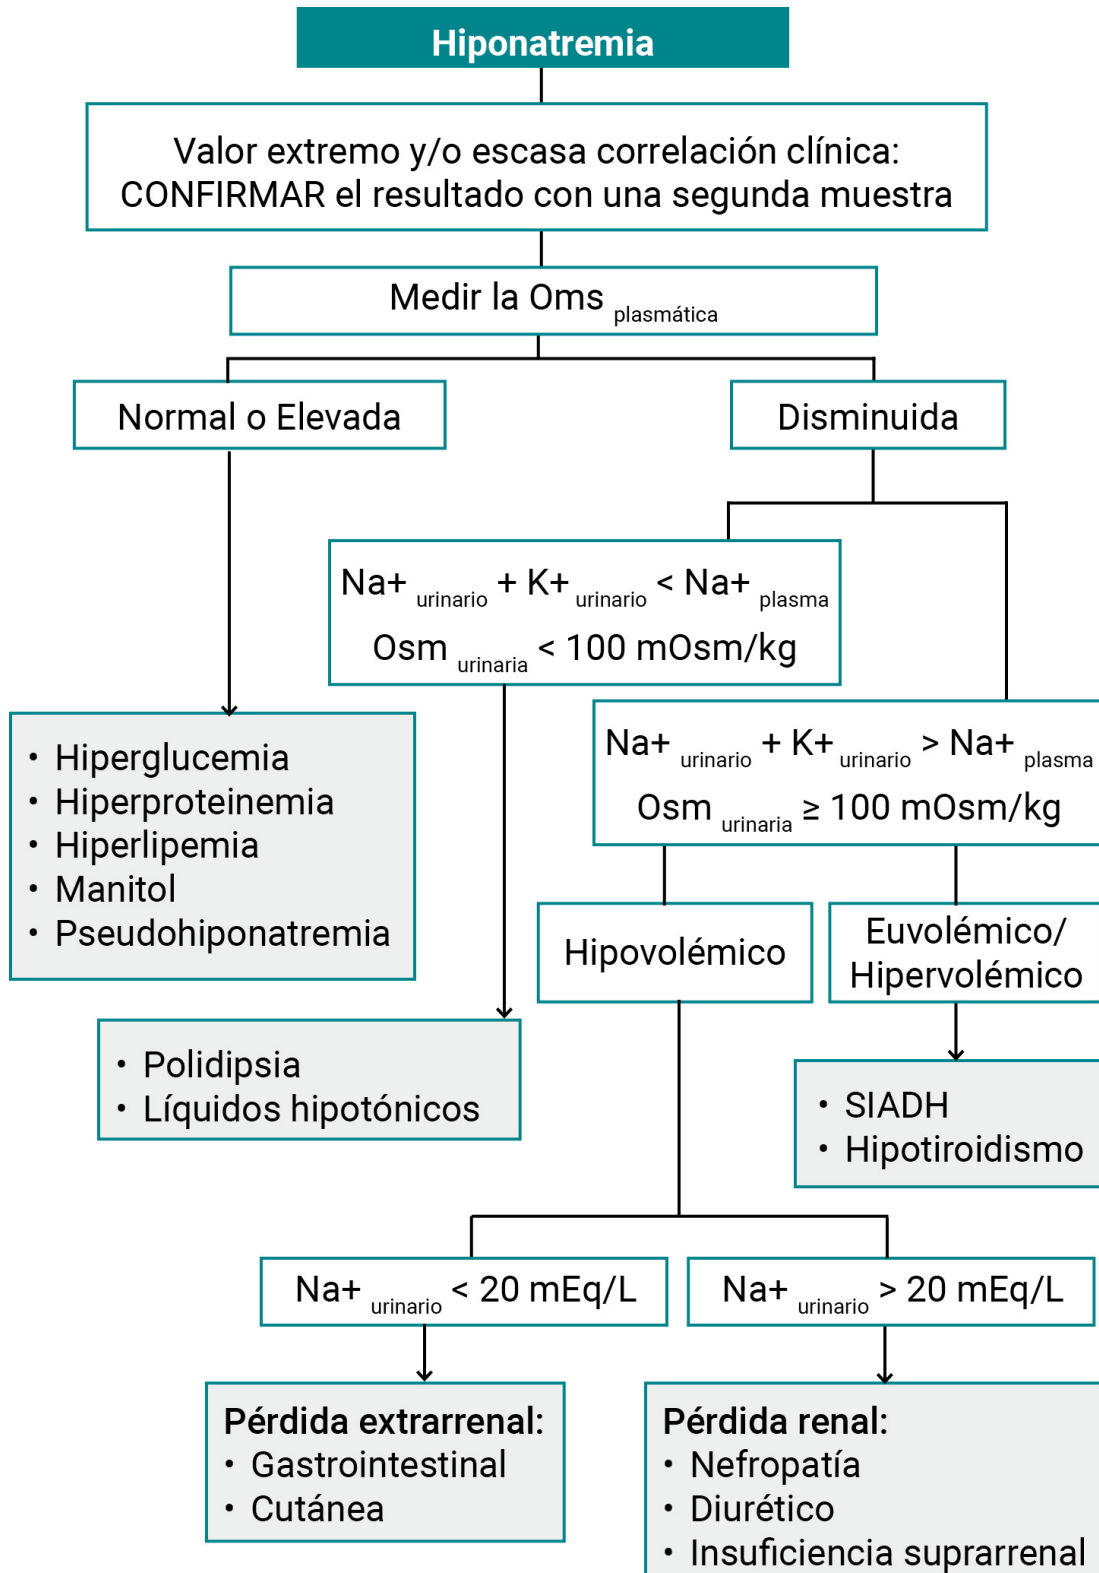 Hiponatremia
Valor extremo y/o escasa correlación clínica:
CONFIRMAR el resultado con una segunda muestra
Medir la Oms plasmática
Normal o Elevada
Disminuida
Na+ urinario + K+ urinario < Na+ plasma
Osm urinaria < 100 mOsm/kg
Na+ urinario + K+ urinario > Na+ plasma
Osm urinaria ≥ 100 mOsm/kg
• Hiperglucemia
• Hiperproteinemia
• Hiperlipemia
• Manitol
• Pseudohiponatremia
Hipovolémico
Euvolémico/
Hipervolémico
• Polidipsia
• Líquidos hipotónicos
• SIADH
• Hipotiroidismo
Na+ urinario < 20 mEq/L
Na+ urinario > 20 mEq/L
Pérdida extrarrenal:
• Gastrointestinal
• Cutánea
Pérdida renal:
• Nefropatía
• Diurético
• Insuficiencia suprarrenal